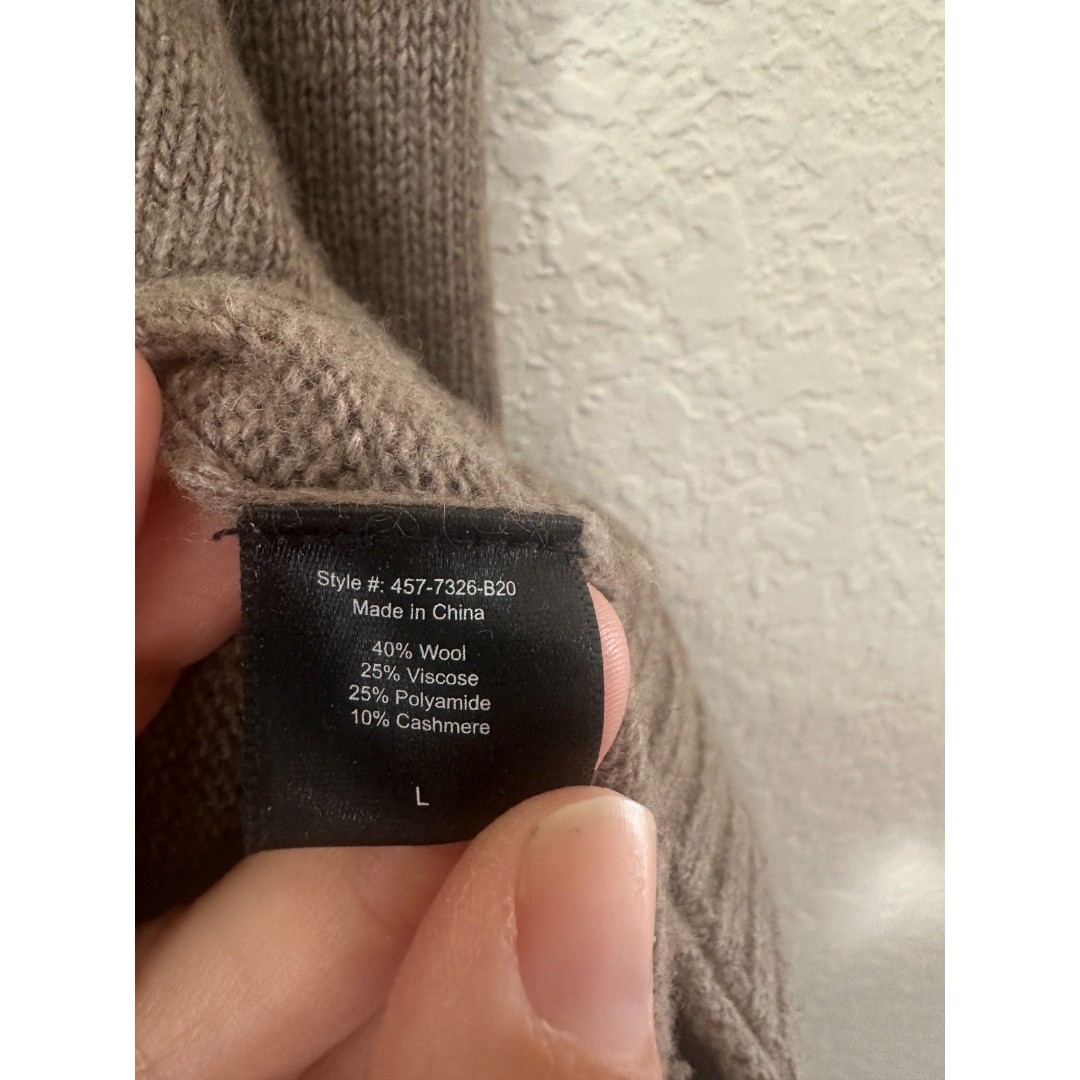 Style #: 457-7326-B20
Made in China
40% Wool
25% Viscose
25% Polyamide
10% Cashmere
L